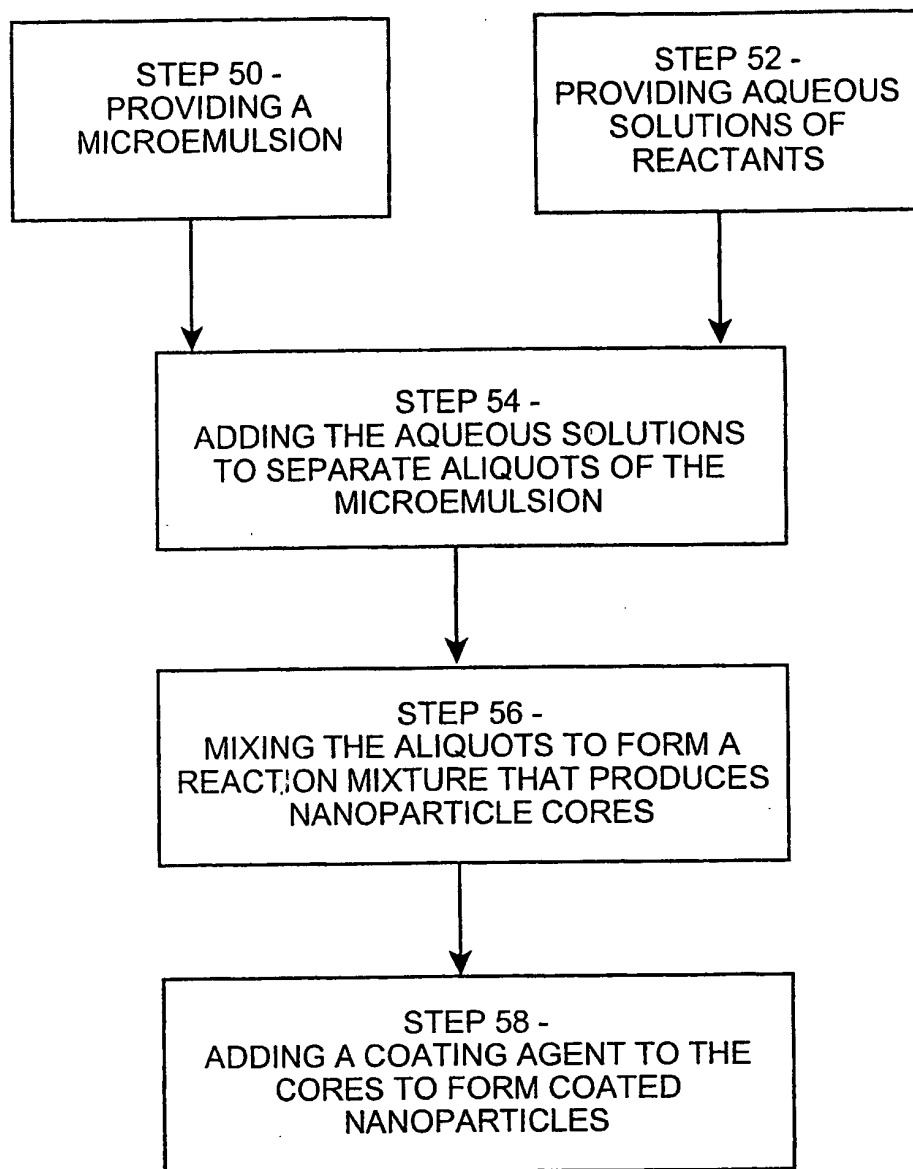 STEP 50 -
PROVIDING A
MICROEMULSION
STEP 52 -
PROVIDING AQUEOUS
SOLUTIONS OF
REACTANTS
STEP 54 -
ADDING THE AQUEOUS SOLUTIONS
TO SEPARATE ALIQUOTS OF THE
MICROEMULSION
STEP 56 -
MIXING THE ALIQUOTS TO FORM A
REACTION MIXTURE THAT PRODUCES
NANOPARTICLE CORES
STEP 58 -
ADDING A COATING AGENT TO THE
CORES TO FORM COATED
NANOPARTICLES